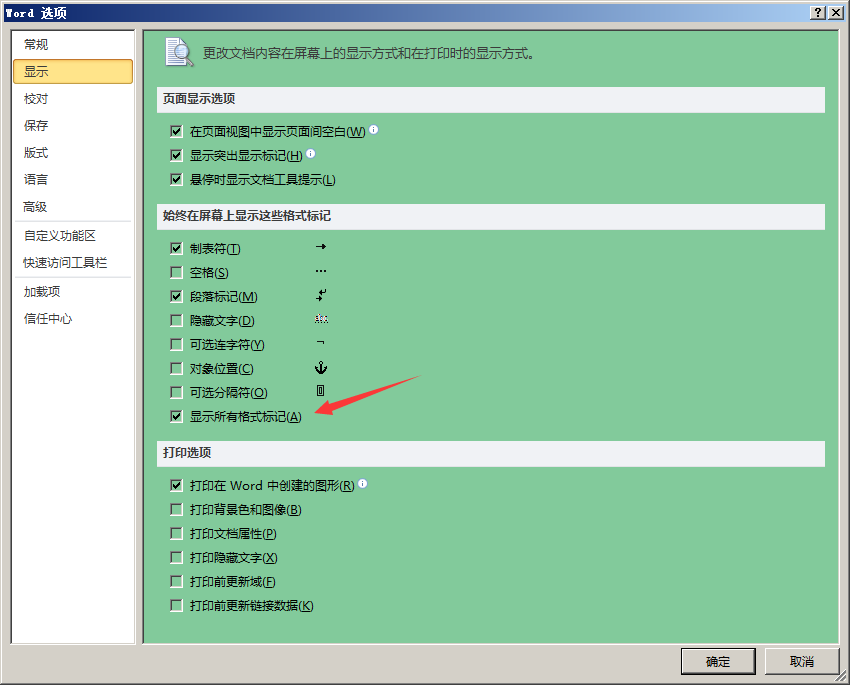 Word 选项
常规
显示
校对
保存
版式
语言
高级
自定义功能区
快速访问工具栏
加载项
信任中心
更改文档内容在屏幕上的显示方式和在打印时的显示方式。
页面显示选项
在页面视图中显示页面间空白(W)
显示突出显示标记(H)
悬停时显示文档工具提示(L)
始终在屏幕上显示这些格式标记
制表符(T)
空格(S)
段落标记(M)
隐藏文字(D)
可选连字符(Y)
对象位置(C)
可选分隔符(O)
显示所有格式标记(A)
打印选项
打印在 Word 中创建的图形(R)
打印背景色和图像(B)
打印文档属性(P)
打印隐藏文字(X)
打印前更新域(F)
打印前更新链接数据(K)
确定
取消